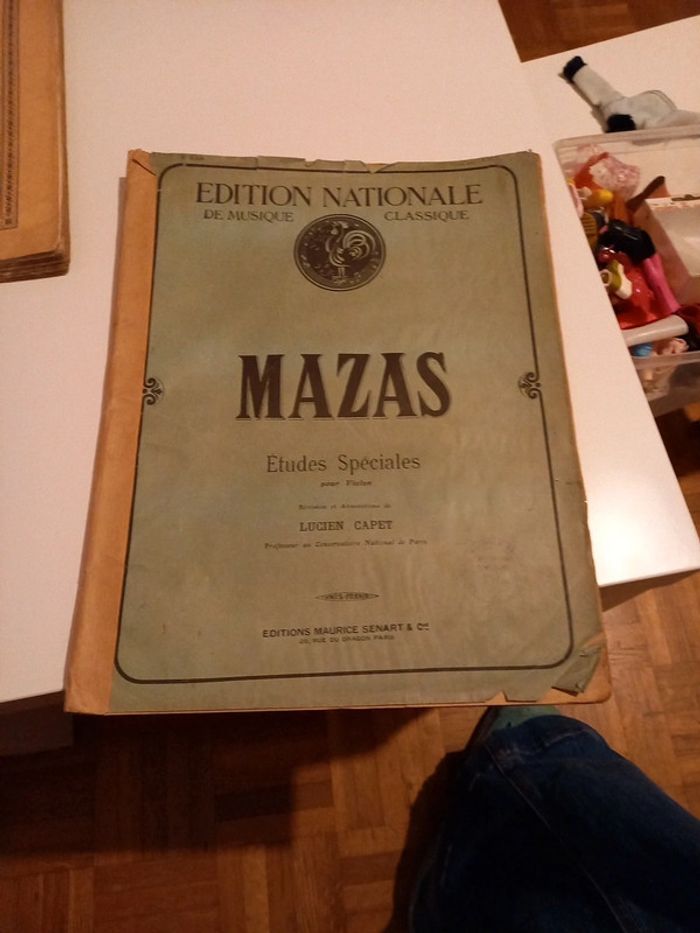 EDITION NATIONALE
DE MUSIQUE CLASSIQUE
MAZAS
Études Spéciales
pour Violon
Révision et Annotations de
LUCIEN CAPET
Professeur au Conservatoire National de Paris
EDITIONS MAURICE SENART & Cie
20, RUE DU DRAGON PARIS